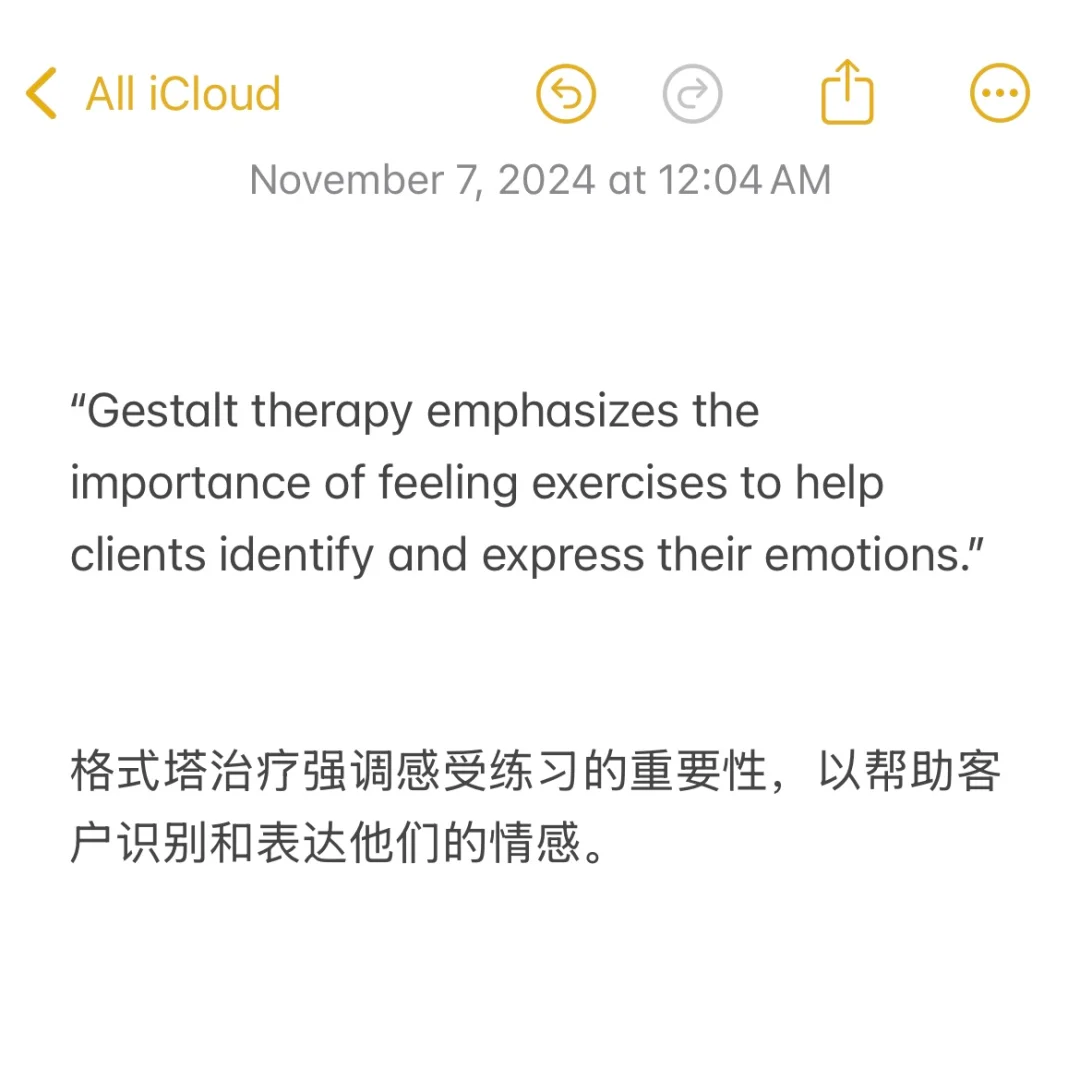 All iCloud
November 7, 2024 at 12:04 AM
“Gestalt therapy emphasizes the
importance of feeling exercises to help
clients identify and express their emotions.”
格式塔治疗强调感受练习的重要性，以帮助客
户识别和表达他们的情感。